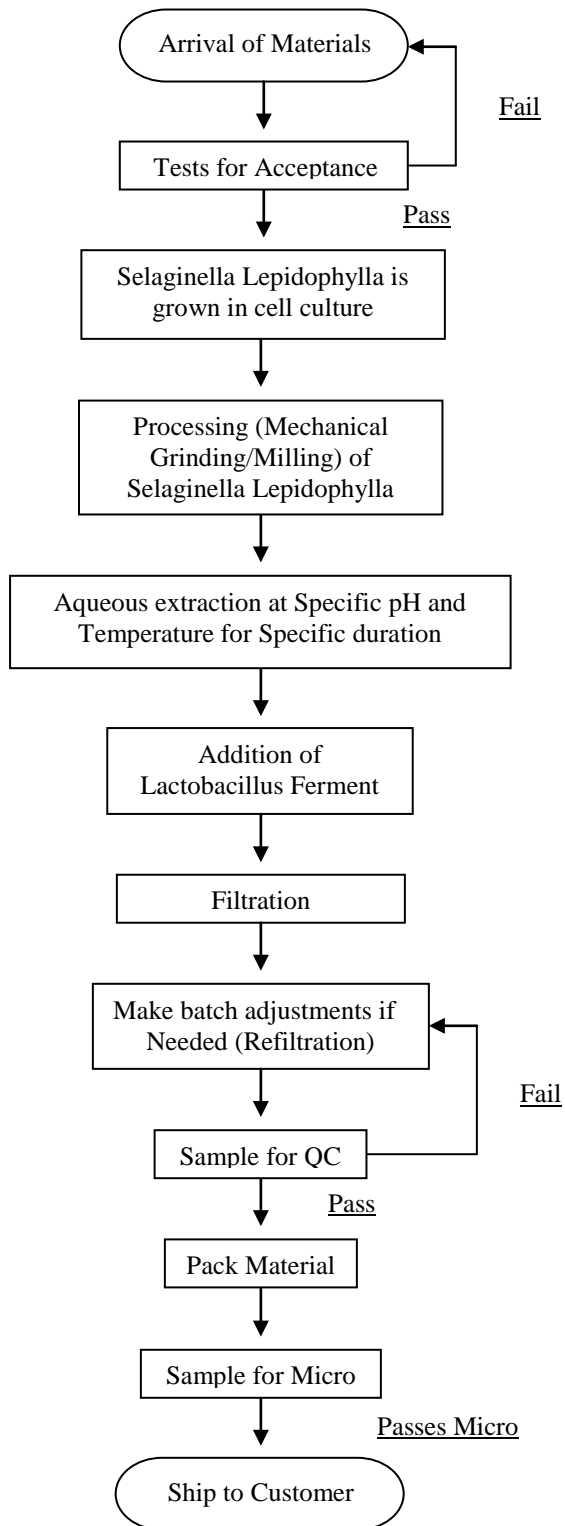 Arrival of Materials
Fail
Tests for Acceptance
Pass
Selaginella Lepidophylla is
grown in cell culture
Processing (Mechanical
Grinding/Milling) of
Selaginella Lepidophylla
Aqueous extraction at Specific pH and
Temperature for Specific duration
Addition of
Lactobacillus Ferment
Filtration
Make batch adjustments if
Needed (Refiltration)
Fail
Sample for QC
Pass
Pack Material
Sample for Micro
Passes Micro
Ship to Customer